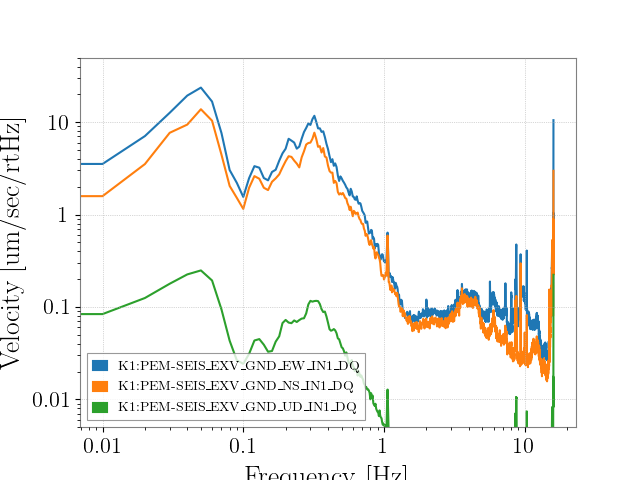 Velocity [um/sec/rtHz]
10
1
0.1
0.01
K1:PEM-SEIS_EXV_GND_EW_IN1_DQ
K1:PEM-SEIS_EXV_GND_NS_IN1_DQ
K1:PEM-SEIS_EXV_GND_UD_IN1_DQ
0.01 0.1 1 10
Frequency [Hz]